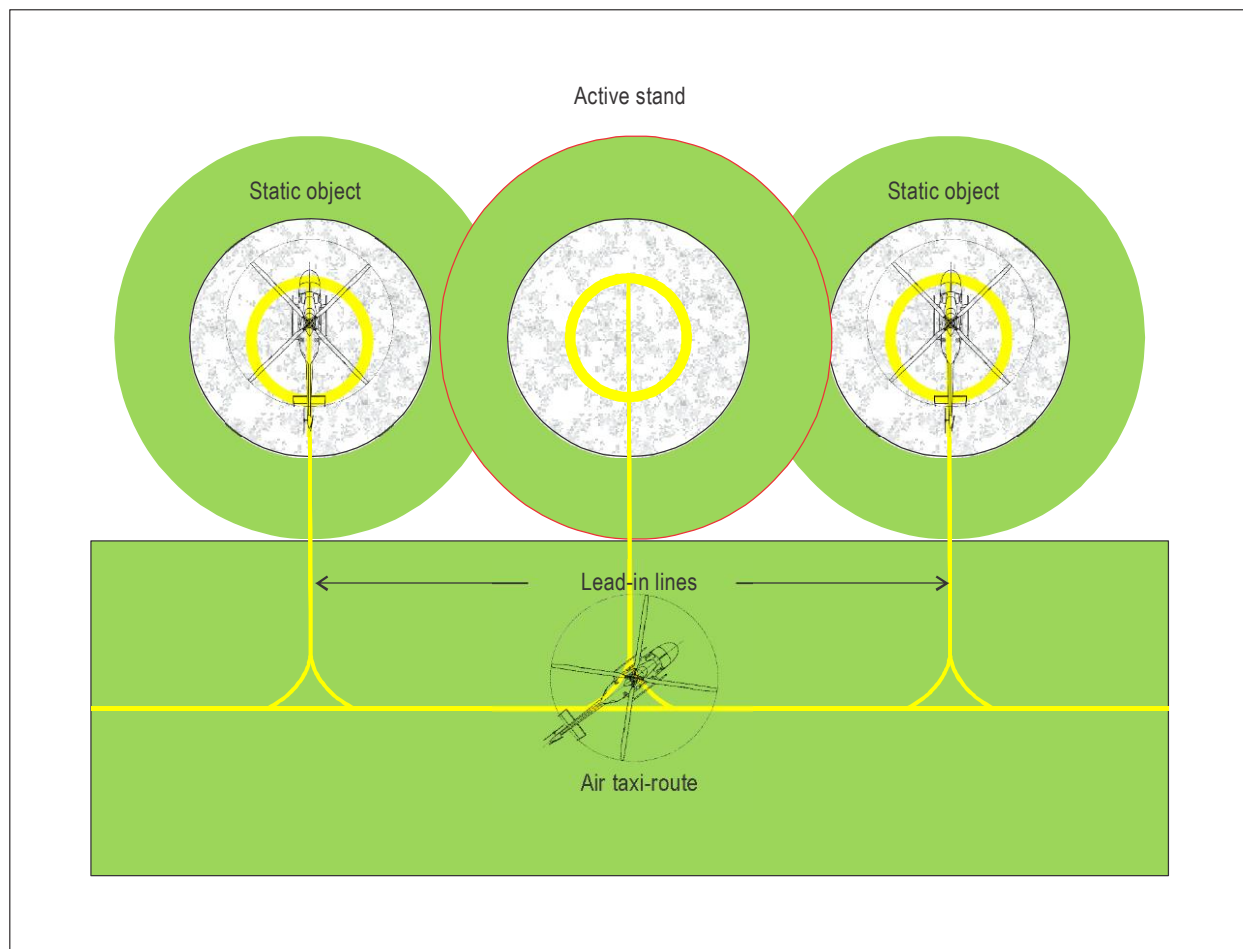 Active stand
Static object
Static object
Lead-in lines
Air taxi-route